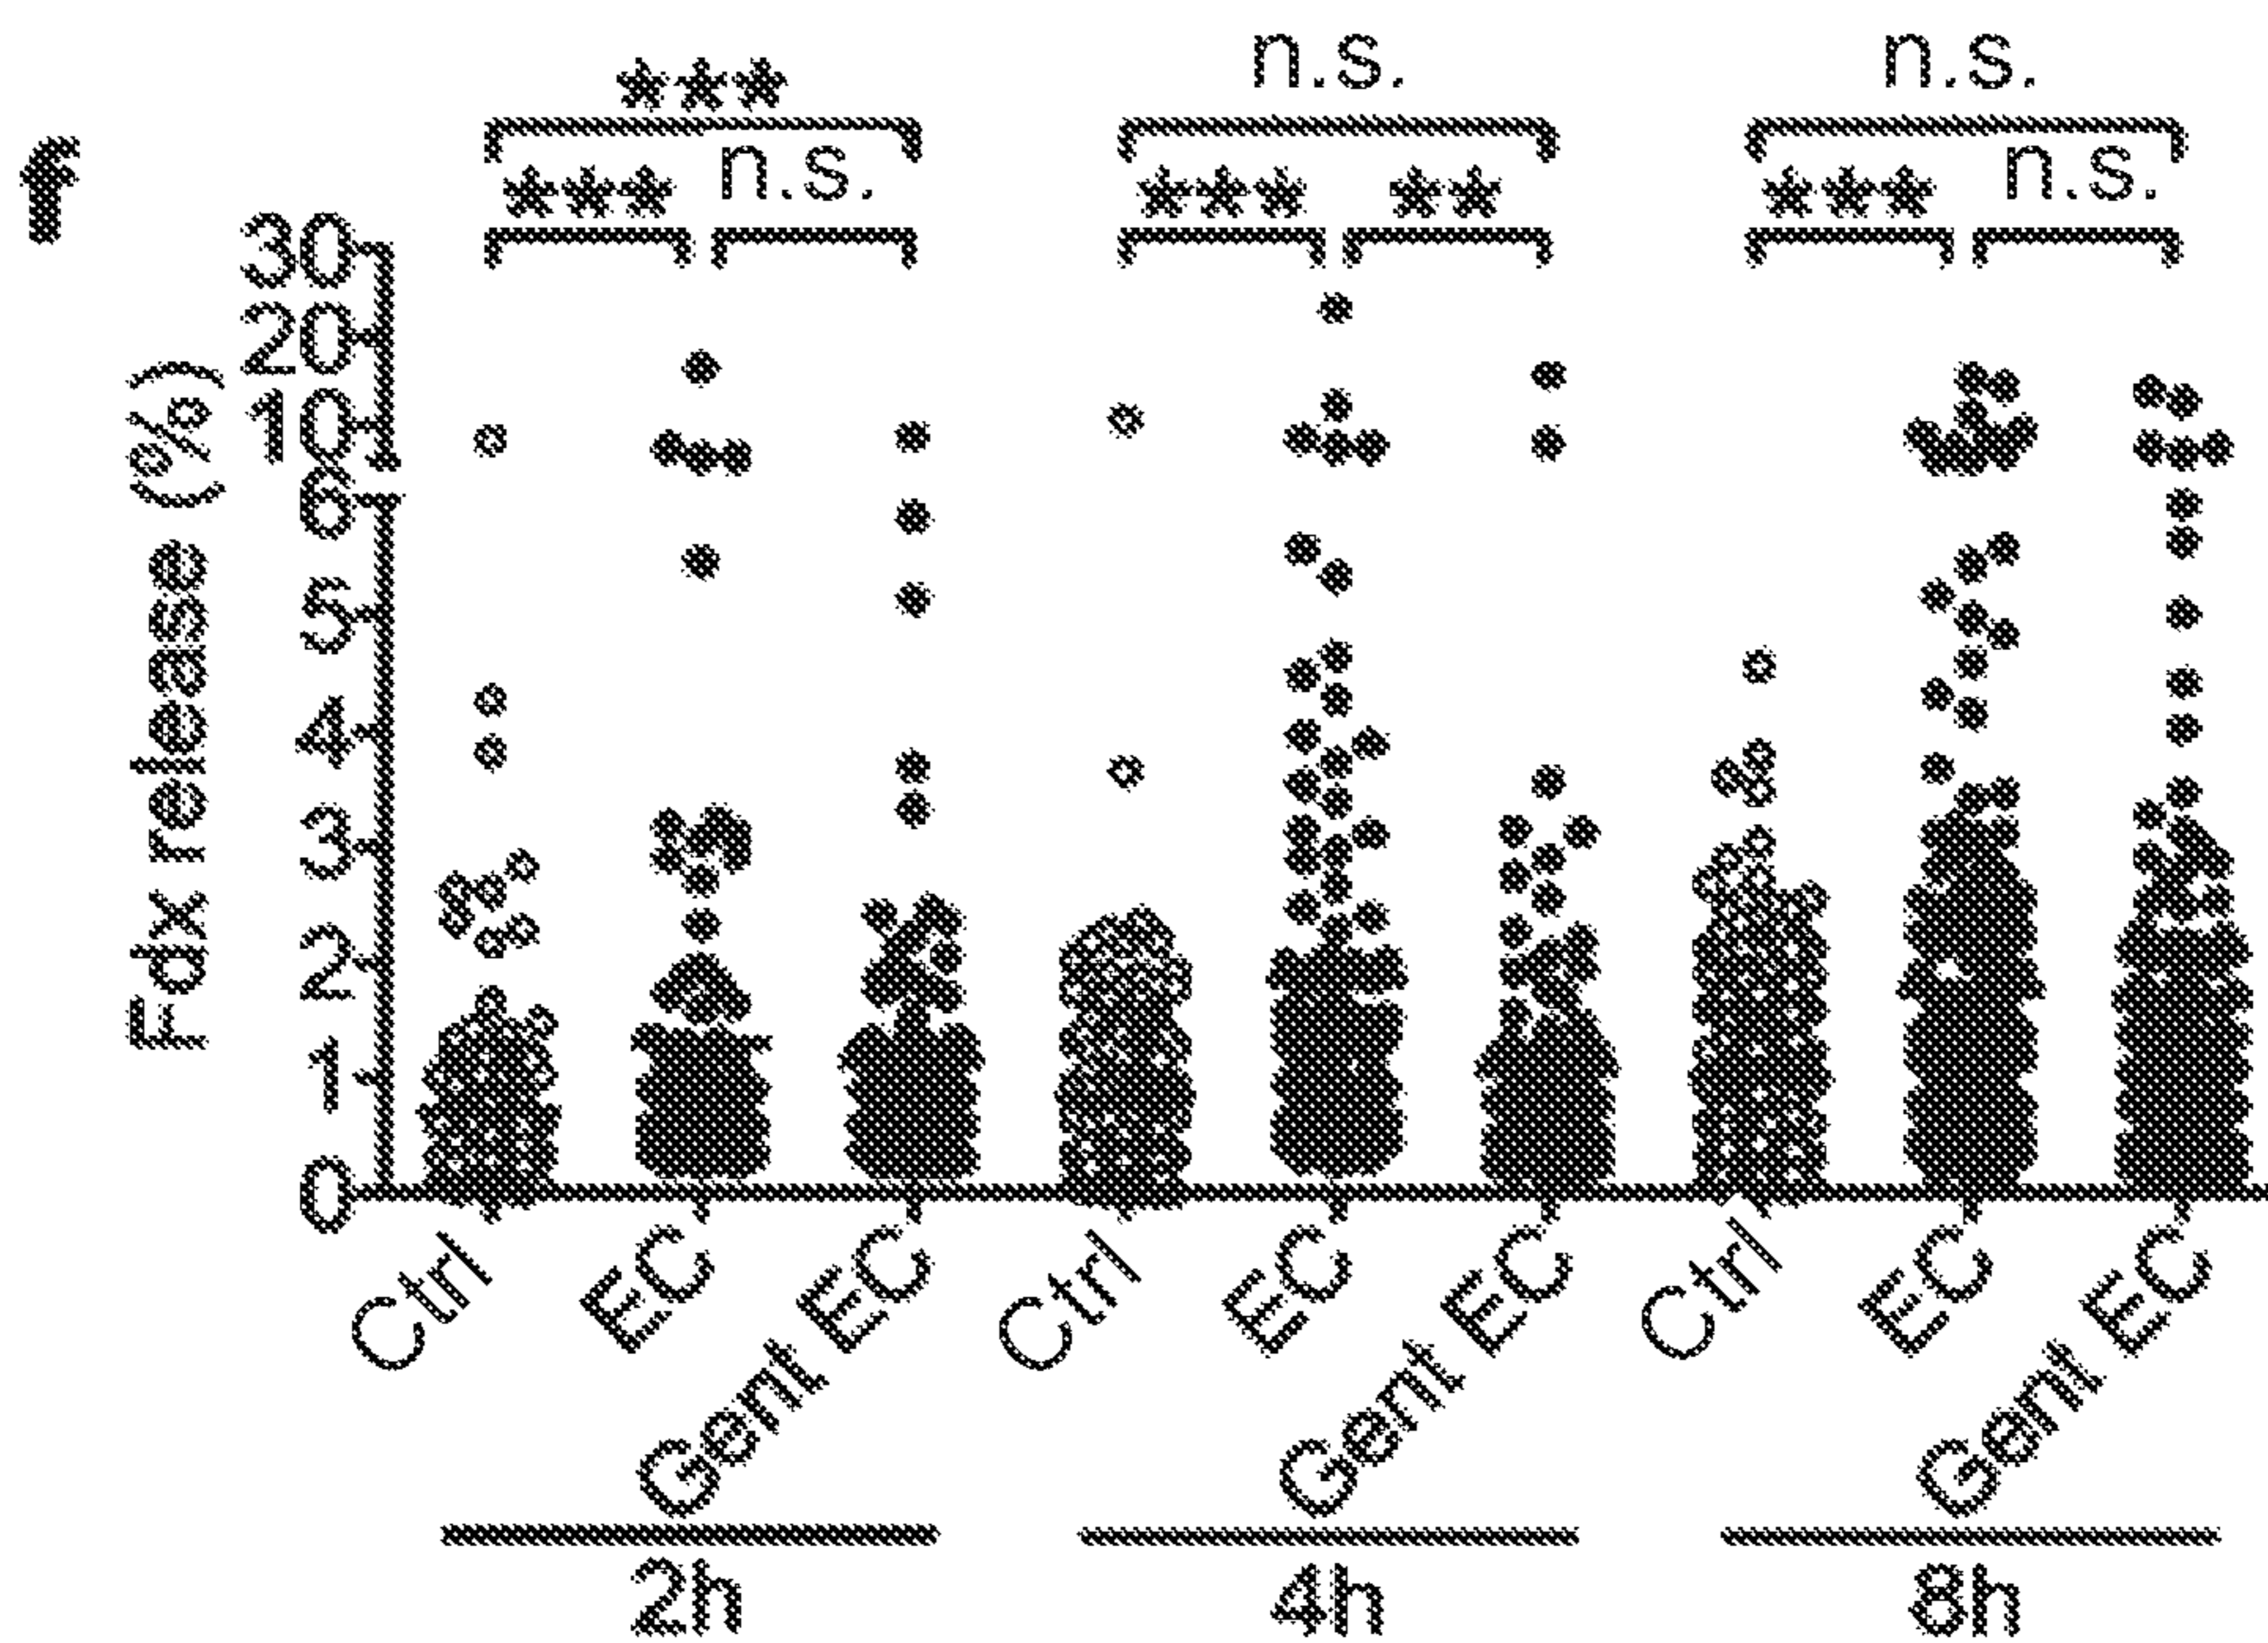 f
*** n.s. n.s.
*** n.s. *** ** *** n.s.
Fdx release (%)
30
20
10
6
5
4
3
2
1
0
Ctrl EC Gent EC Ctrl EC Gent EC Ctrl EC Gent EC
2h 4h 8h